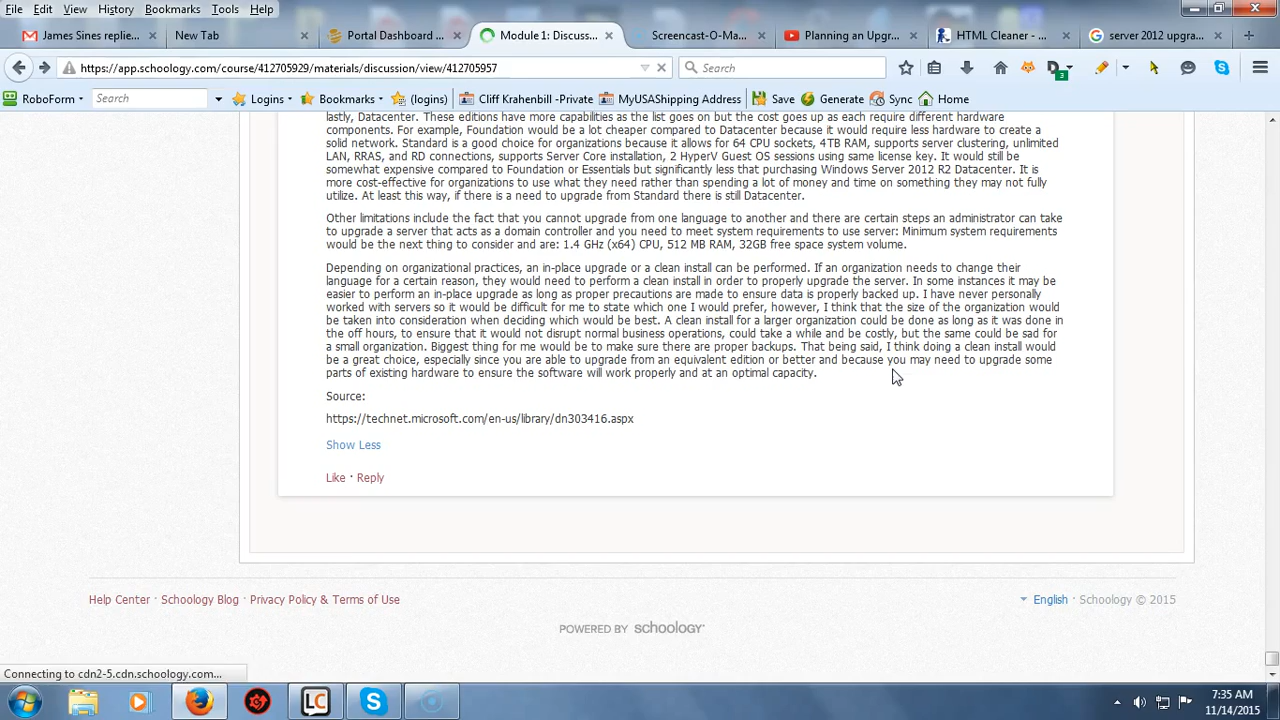 File Edit View History Bookmarks Tools Help
James Sines replie... × New Tab × Portal Dashboard ... × Module 1: Discuss... × Screencast-O-Ma... × Planning an Upgr... × HTML Cleaner - ... × server 2012 upgra... × +
https://app.schoology.com/course/412705929/materials/discussion/view/412705957 Search 3
RoboForm Search Logins Bookmarks (logins) Cliff Krahenbill -Private MyUSAShipping Address Save Generate Sync Home
lastly, Datacenter. These editions have more capabilities as the list goes on but the cost goes up as each require different hardware
components. For example, Foundation would be a lot cheaper compared to Datacenter because it would require less hardware to create a
solid network. Standard is a good choice for organizations because it allows for 64 CPU sockets, 4TB RAM, supports server clustering, unlimited
LAN, RRAS, and RD connections, supports Server Core installation, 2 HyperV Guest OS sessions using same license key. It would still be
somewhat expensive compared to Foundation or Essentials but significantly less that purchasing Windows Server 2012 R2 Datacenter. It is
more cost-effective for organizations to use what they need rather than spending a lot of money and time on something they may not fully
utilize. At least this way, if there is a need to upgrade from Standard there is still Datacenter.
Other limitations include the fact that you cannot upgrade from one language to another and there are certain steps an administrator can take
to upgrade a server that acts as a domain controller and you need to meet system requirements to use server: Minimum system requirements
would be the next thing to consider and are: 1.4 GHz (x64) CPU, 512 MB RAM, 32GB free space system volume.
Depending on organizational practices, an in-place upgrade or a clean install can be performed. If an organization needs to change their
language for a certain reason, they would need to perform a clean install in order to properly upgrade the server. In some instances it may be
easier to perform an in-place upgrade as long as proper precautions are made to ensure data is properly backed up. I have never personally
worked with servers so it would be difficult for me to state which one I would prefer, however, I think that the size of the organization would
be taken into consideration when deciding which would be best. A clean install for a larger organization could be done as long as it was done in
the off hours, to ensure that it would not disrupt normal business operations, could take a while and be costly, but the same could be sad for
a small organization. Biggest thing for me would be to make sure there are proper backups. That being said, I think doing a clean install would
be a great choice, especially since you are able to upgrade from an equivalent edition or better and because you may need to upgrade some
parts of existing hardware to ensure the software will work properly and at an optimal capacity.
Source:
https://technet.microsoft.com/en-us/library/dn303416.aspx
Show Less
Like · Reply
Help Center · Schoology Blog · Privacy Policy & Terms of Use English · Schoology © 2015
POWERED BY schoology
Connecting to cdn2-5.cdn.schoology.com...
LC 7:35 AM
11/14/2015